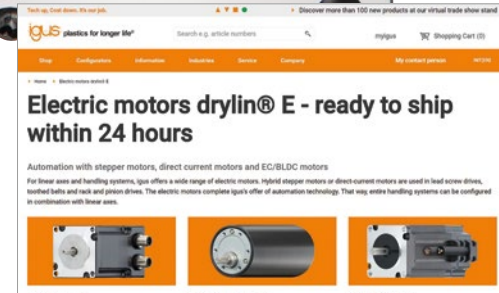 Tech up, Cost down. It's our job.
Discover more than 100 new products at our virtual trade show stand
igus plastics for longer life®
Search e.g. article numbers
myigus
Shopping Cart (0)
Shop Configurators Information Industries Service Company My contact person
Home > Electric motors drylin® E
Electric motors drylin® E - ready to ship
within 24 hours
Automation with stepper motors, direct current motors and EC/BLDC motors
For linear axes and handling systems, igus offers a wide range of electric motors. Hybrid stepper motors or direct-current motors are used in lead screw drives,
toothed belts and rack and pinion drives. The electric motors complete igus's offer of automation technology. That way, entire handling systems can be configured
in combination with linear axes.